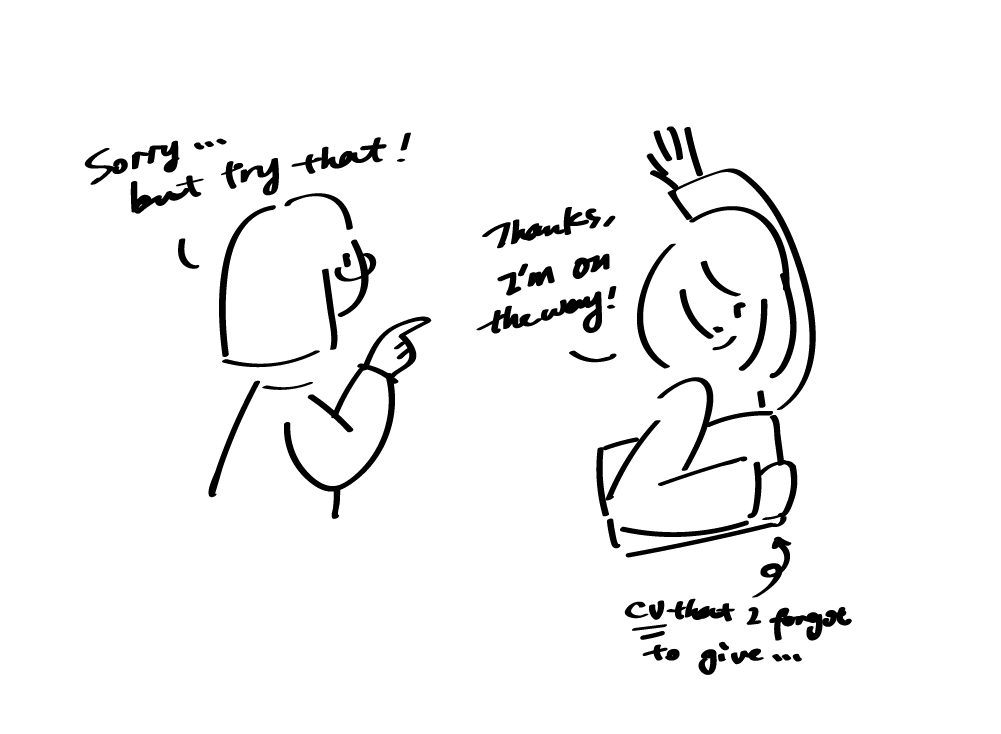 Sorry...
but try that!
Thanks,
I'm on
the way!
CV that I forgot
to give...